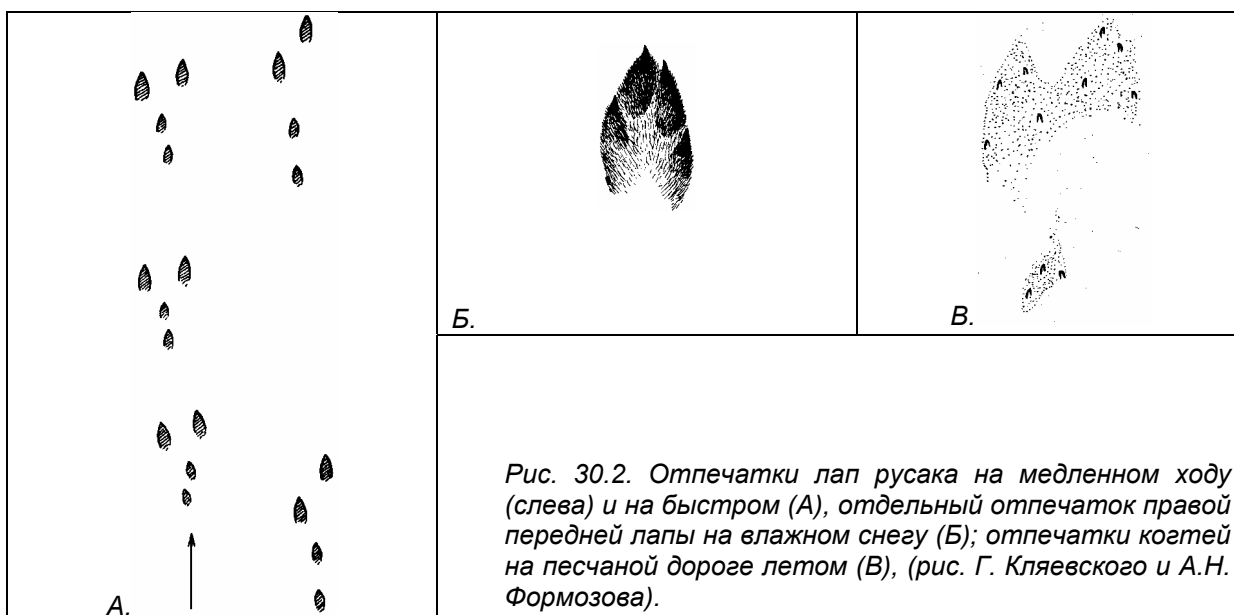 А.
Б.
В.
Рис. 30.2. Отпечатки лап русака на медленном ходу
(слева) и на быстром (А), отдельный отпечаток правой
передней лапы на влажном снегу (Б); отпечатки когтей
на песчаной дороге летом (В), (рис. Г. Кляевского и А.Н.
Формозова).